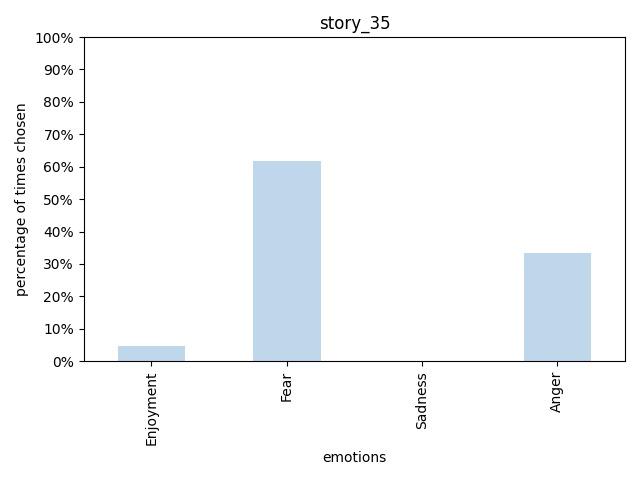 story_35
100%
90%
80%
70%
60%
50%
40%
30%
20%
10%
0%
percentage of times chosen
Enjoyment
Fear
Sadness
Anger
emotions